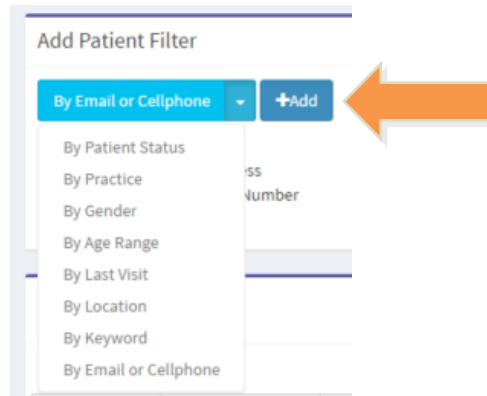 Add Patient Filter
By Email or Cellphone +Add
By Patient Status
By Practice
By Gender
By Age Range
By Last Visit
By Location
By Keyword
By Email or Cellphone
Number